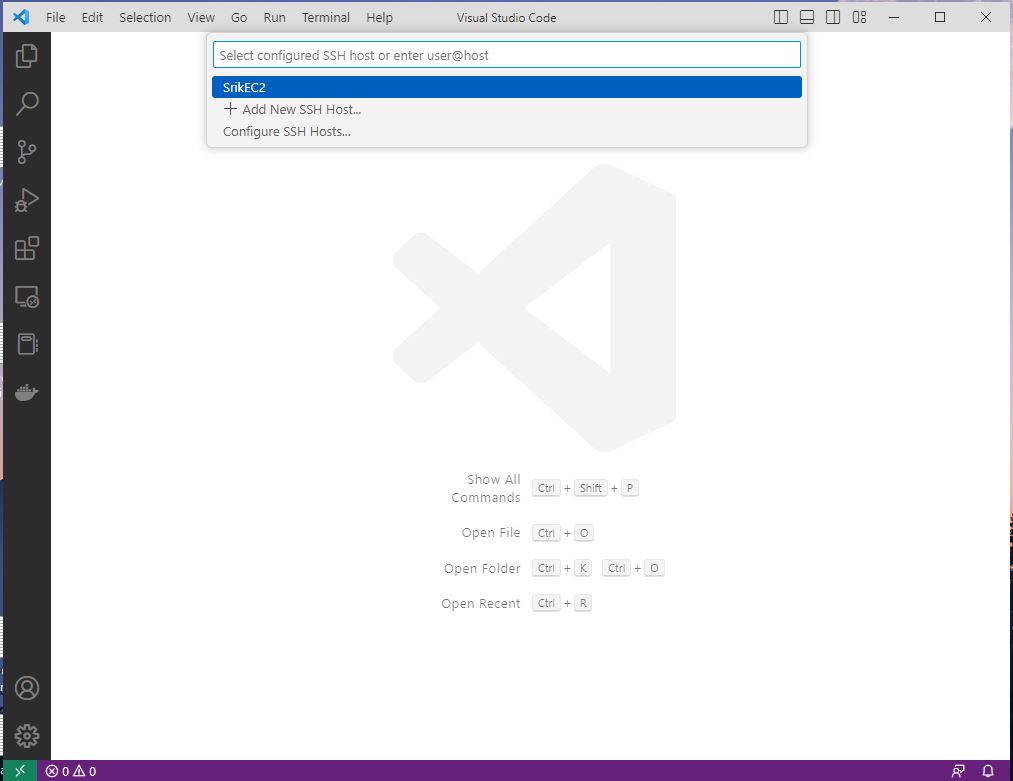 File Edit Selection View Go Run Terminal Help Visual Studio Code
Select configured SSH host or enter user@host
SrikEC2
+ Add New SSH Host...
Configure SSH Hosts...
Show All
Commands Ctrl + Shift + P
Open File Ctrl + O
Open Folder Ctrl + K Ctrl + O
Open Recent Ctrl + R
0 0